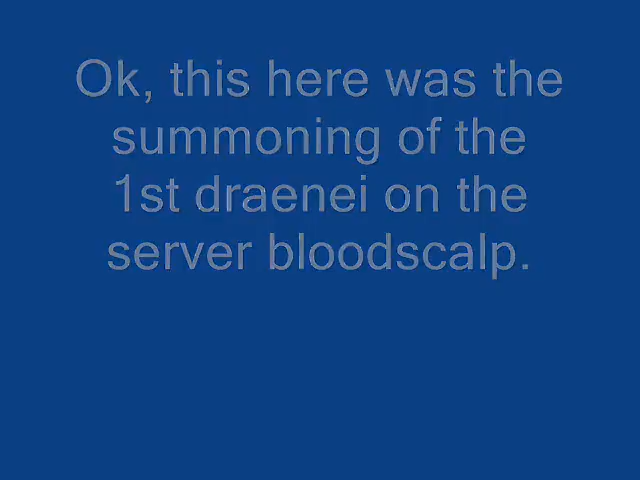 Ok, this here was the
summoning of the
1st draenei on the
server bloodscalp.